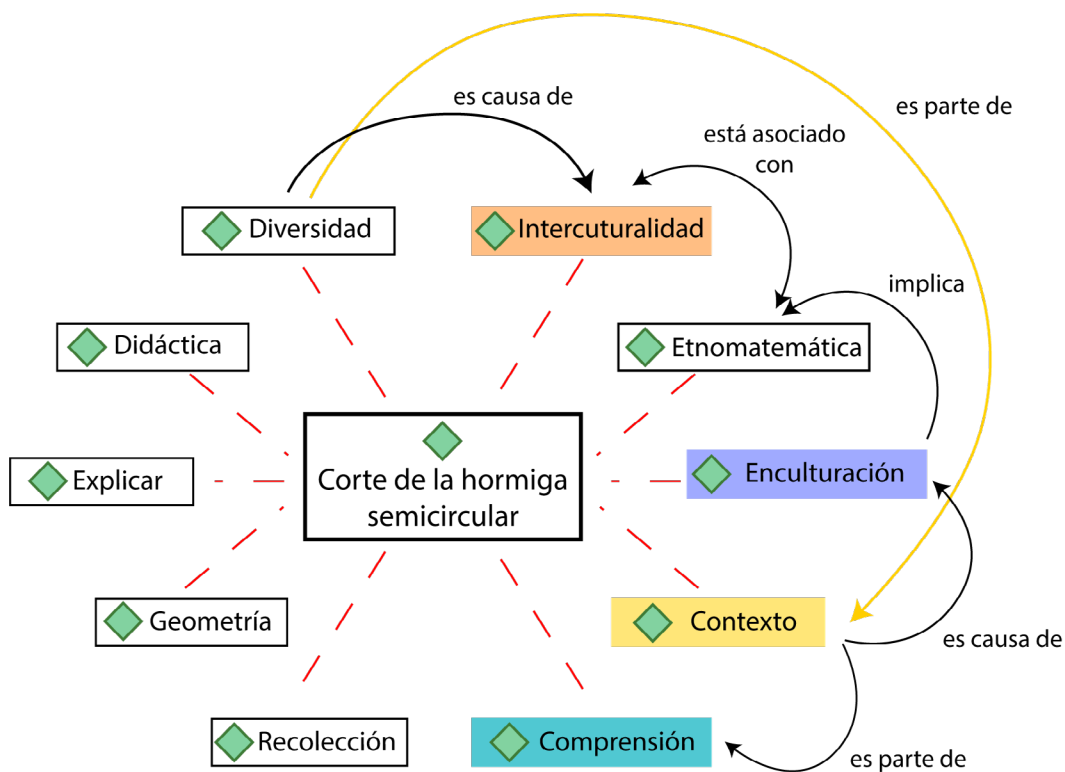 es causa de
es parte de
está asociado
con
Diversidad
Intercuturalidad
implica
Didáctica
Etnomatemática
Corte de la hormiga
semicircular
Explicar
Enculturación
Geometría
Contexto
es causa de
Recolección
Comprensión
es parte de